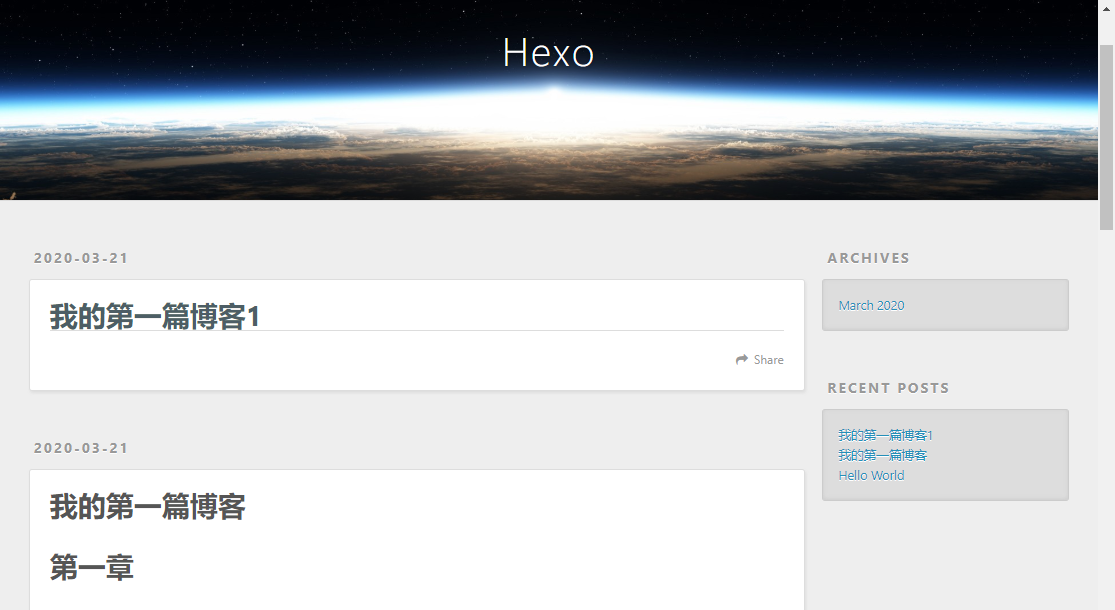 Hexo
2020-03-21
我的第一篇博客1
Share
2020-03-21
我的第一篇博客
第一章
ARCHIVES
March 2020
RECENT POSTS
我的第一篇博客1
我的第一篇博客
Hello World